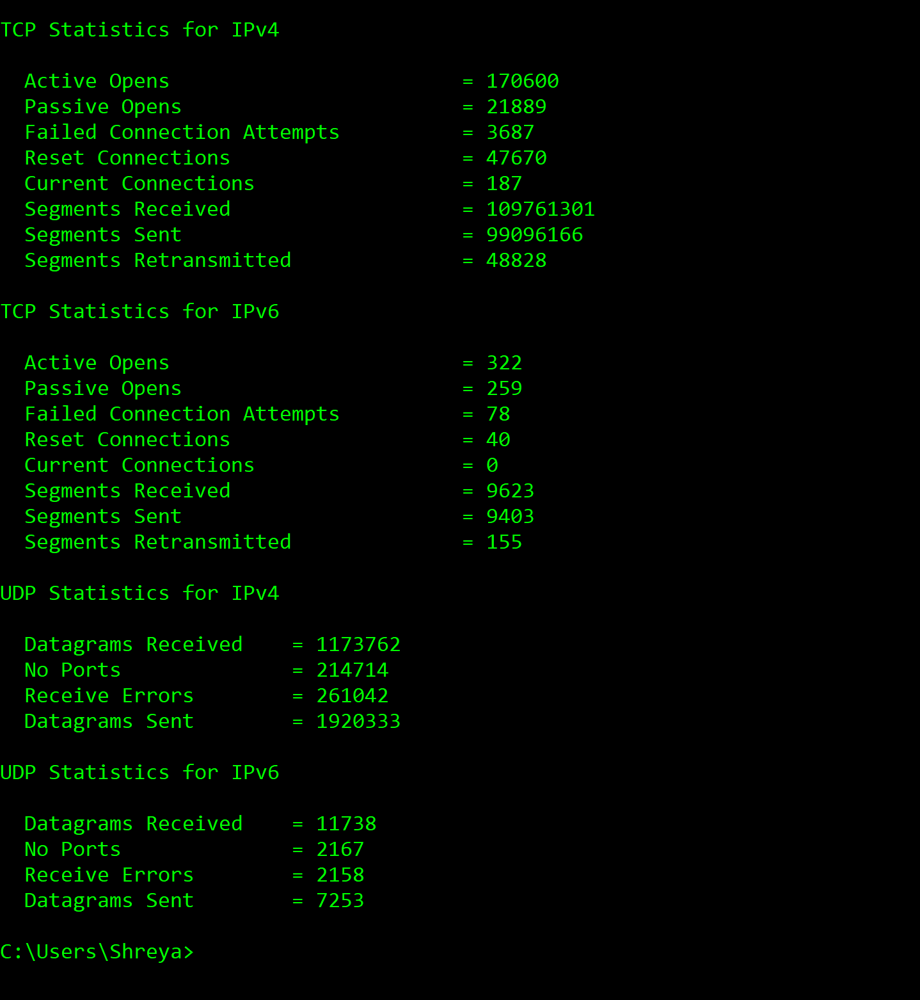 TCP Statistics for IPv4
Active Opens = 170600
Passive Opens = 21889
Failed Connection Attempts = 3687
Reset Connections = 47670
Current Connections = 187
Segments Received = 109761301
Segments Sent = 99096166
Segments Retransmitted = 48828
TCP Statistics for IPv6
Active Opens = 322
Passive Opens = 259
Failed Connection Attempts = 78
Reset Connections = 40
Current Connections = 0
Segments Received = 9623
Segments Sent = 9403
Segments Retransmitted = 155
UDP Statistics for IPv4
Datagrams Received = 1173762
No Ports = 214714
Receive Errors = 261042
Datagrams Sent = 1920333
UDP Statistics for IPv6
Datagrams Received = 11738
No Ports = 2167
Receive Errors = 2158
Datagrams Sent = 7253
C:\Users\Shreya>